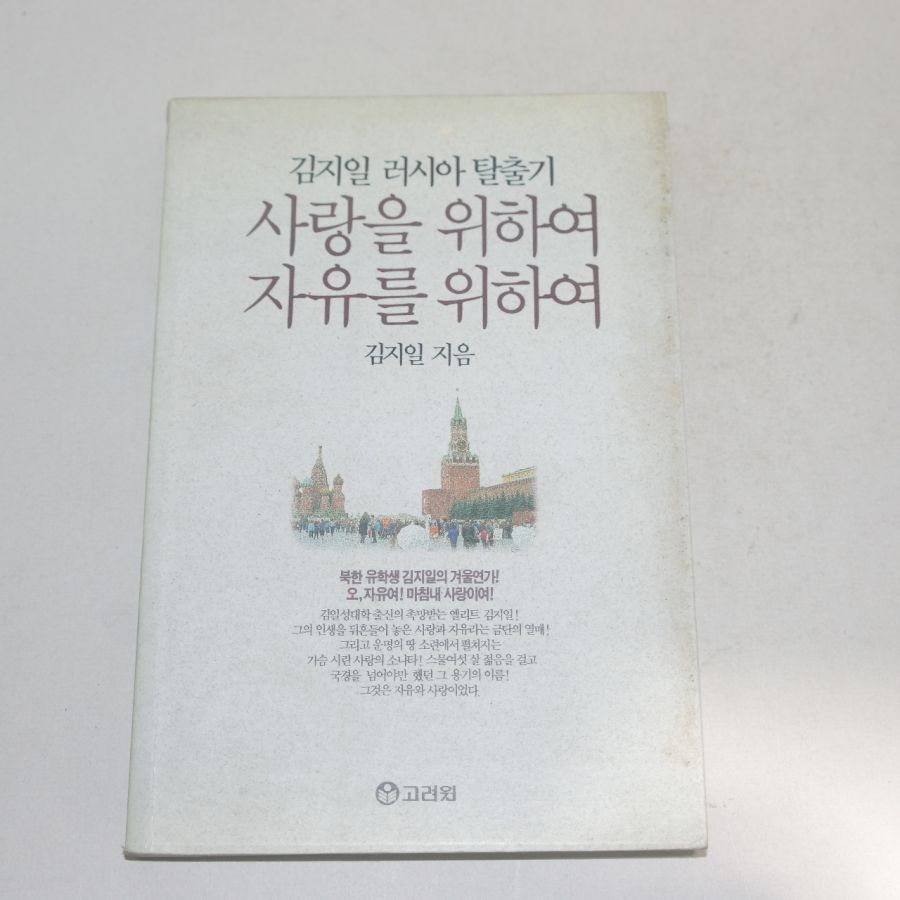 김지일 러시아 탈출기
사랑을 위하여
자유를 위하여
김지일 지음
북한 유학생 김지일의 겨울연가!
오, 자유여! 마침내 사랑이여!
김일성대학 출신의 촉망받는 엘리트 김지일!
그의 인생을 뒤흔들어 놓은 사랑과 자유라는 금단의 열매!
그리고 운명의 땅 소련에서 펼쳐지는
가슴 시린 사랑의 소나타! 스물여섯 살 젊음을 걸고
국경을 넘어야만 했던 그 용기의 이름!
그것은 자유와 사랑이었다.
고려원